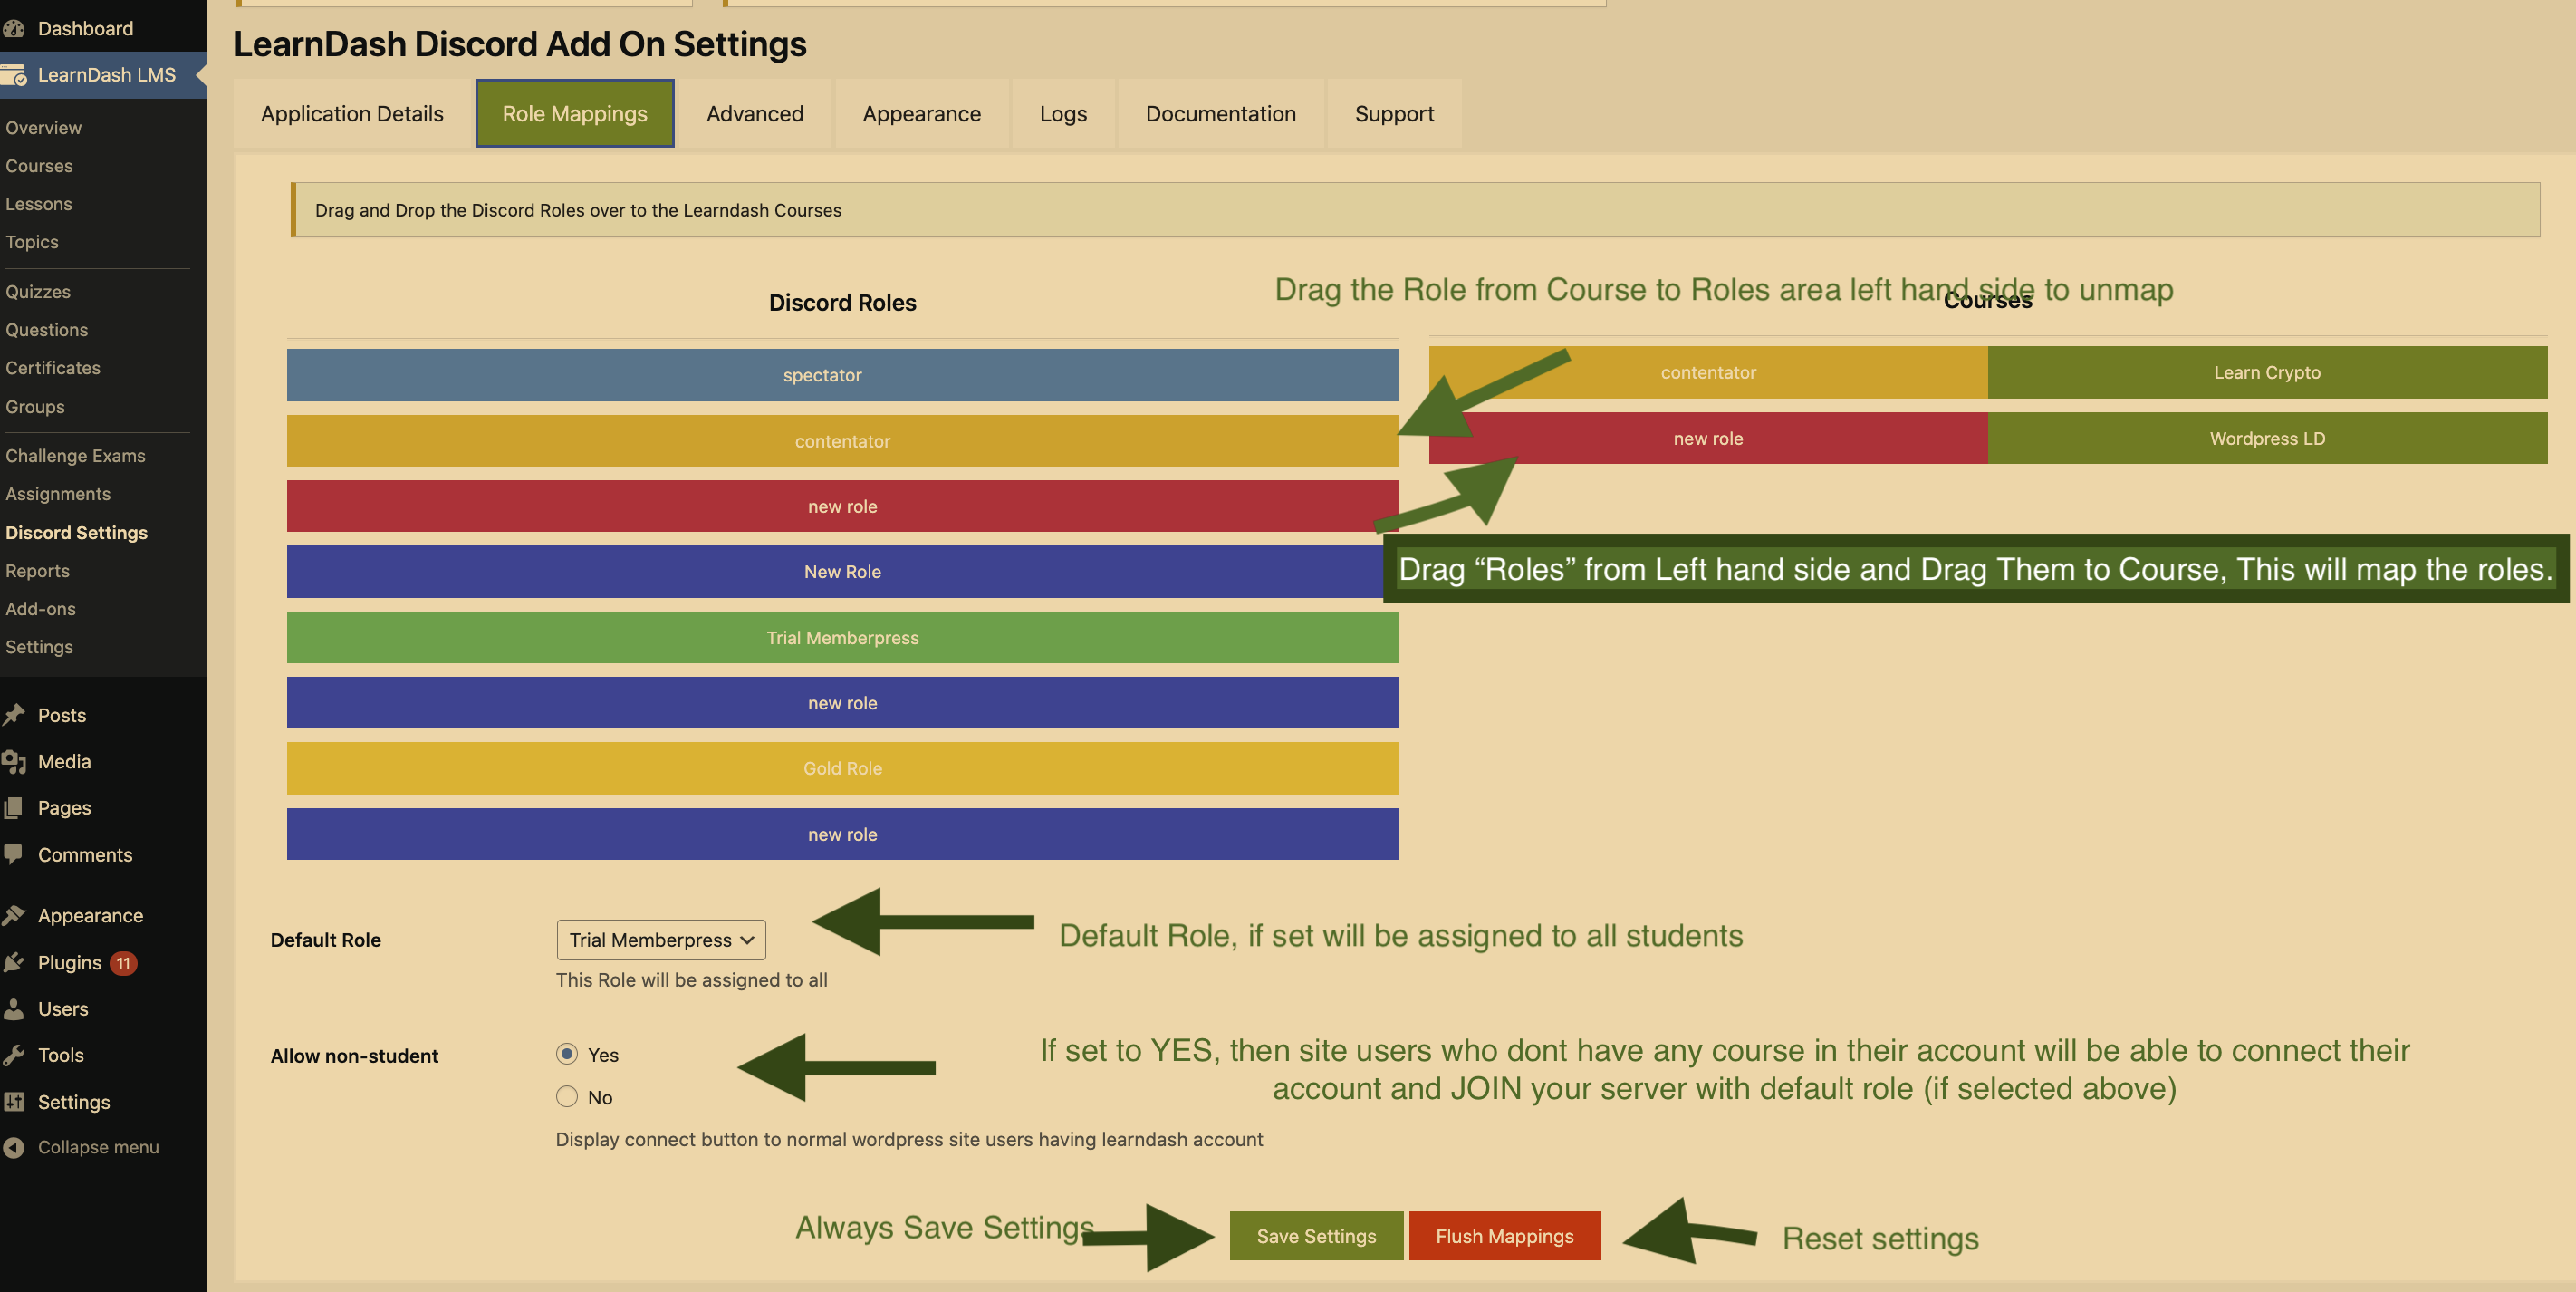 Dashboard
LearnDash LMS
Overview
Courses
Lessons
Topics
Quizzes
Questions
Certificates
Groups
Challenge Exams
Assignments
Discord Settings
Reports
Add-ons
Settings
Posts
Media
Pages
Comments
Appearance
Plugins 11
Users
Tools
Settings
Collapse menu
LearnDash Discord Add On Settings
Application Details
Role Mappings
Advanced
Appearance
Logs
Documentation
Support
Drag and Drop the Discord Roles over to the Learndash Courses
Drag the Role from Course to Roles area left hand side to unmap
Discord Roles
spectator
contentator
new role
New Role
Trial Memberpress
new role
Gold Role
new role
Courses
contentator
Learn Crypto
new role
Wordpress LD
Drag “Roles” from Left hand side and Drag Them to Course, This will map the roles.
Default Role
Trial Memberpress
This Role will be assigned to all
Default Role, if set will be assigned to all students
Allow non-student
Yes
No
Display connect button to normal wordpress site users having learndash account
If set to YES, then site users who dont have any course in their account will be able to connect their
account and JOIN your server with default role (if selected above)
Always Save Settings
Save Settings
Flush Mappings
Reset settings